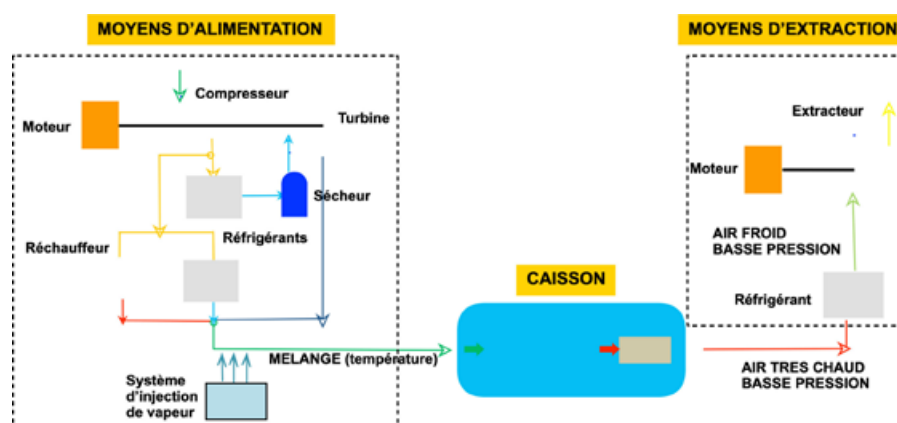 MOYENS D'ALIMENTATION
MOYENS D'EXTRACTION
Compresseur
Turbine
Moteur
Extracteur
Moteur
Sécheur
Réchauffeur
Réfrigérants
AIR FROID
BASSE PRESSION
CAISSON
Réfrigérant
MELANGE (température)
AIR TRES CHAUD
BASSE PRESSION
Système
d'injection
de vapeur